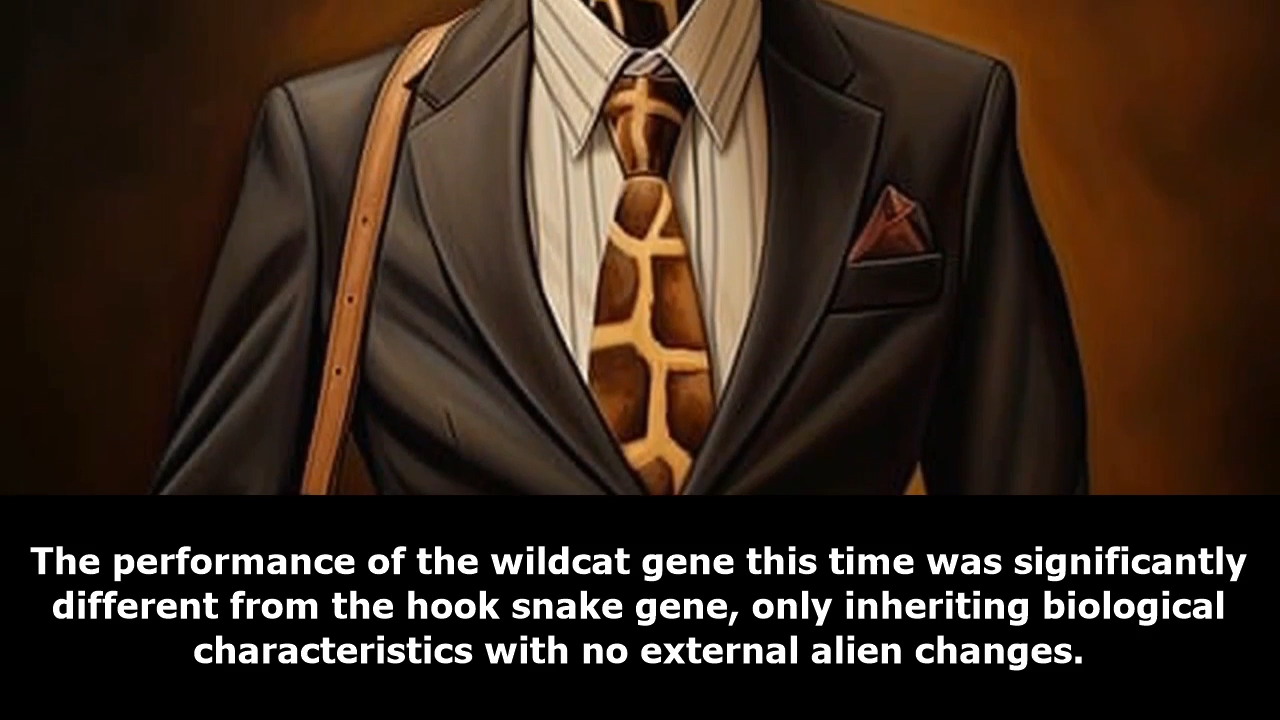 The performance of the wildcat gene this time was significantly
different from the hook snake gene, only inheriting biological
characteristics with no external alien changes.